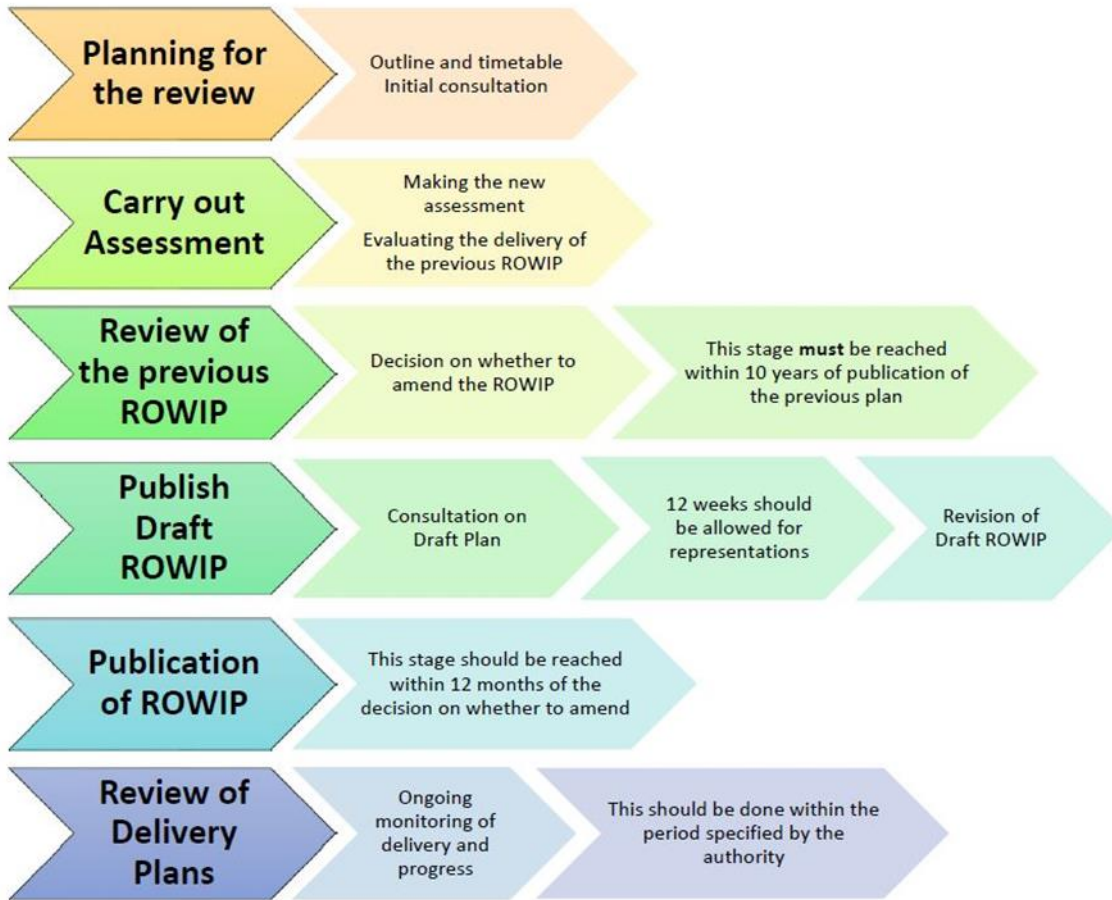 Planning for
the review
Outline and timetable
Initial consultation
Carry out
Assessment
Making the new
assessment
Evaluating the delivery of
the previous ROWIP
Review of
the previous
ROWIP
Decision on whether to
amend the ROWIP
This stage must be reached
within 10 years of publication of
the previous plan
Publish
Draft
ROWIP
Consultation on
Draft Plan
12 weeks should
be allowed for
representations
Revision of
Draft ROWIP
Publication
of ROWIP
This stage should be reached
within 12 months of the
decision on whether to amend
Review of
Delivery
Plans
Ongoing
monitoring of
delivery and
progress
This should be done within the
period specified by the
authority